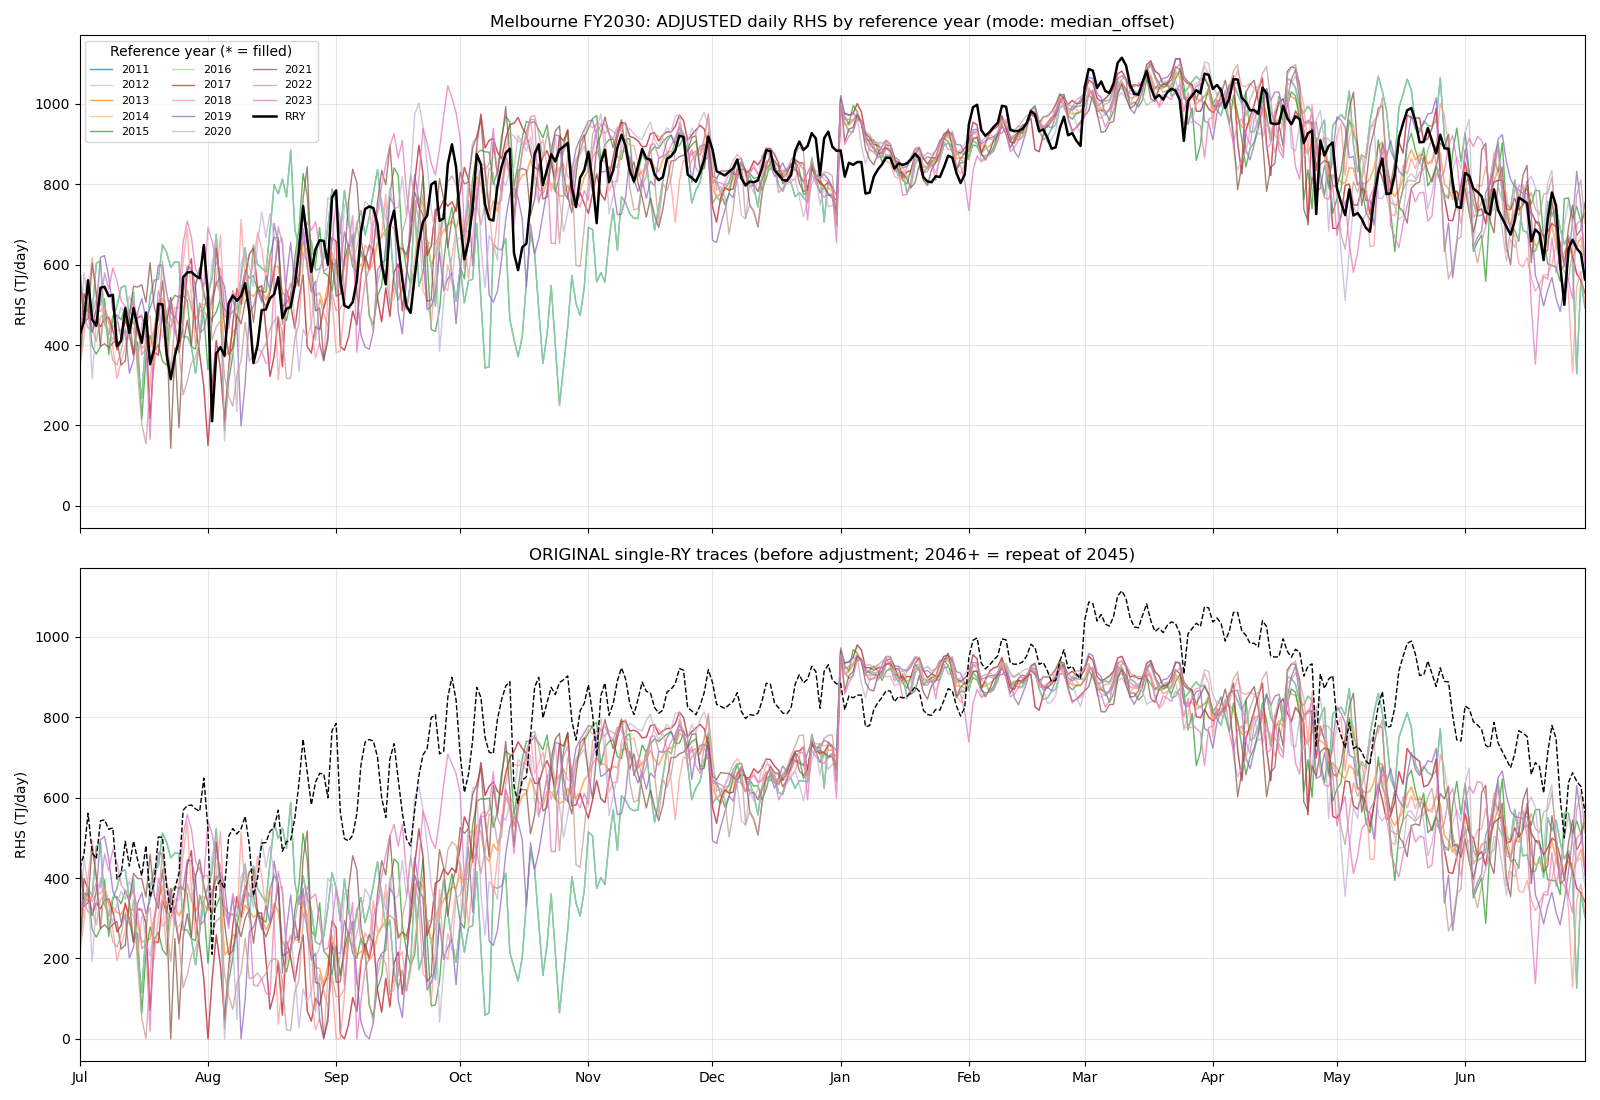 Melbourne FY2030: ADJUSTED daily RHS by reference year (mode: median_offset)
Reference year (* = filled)
2011 2016 2021
2012 2017 2022
2013 2018 2023
2014 2019 RRY
2015 2020
RHS (TJ/day)
1000
800
600
400
200
0
ORIGINAL single-RY traces (before adjustment; 2046+ = repeat of 2045)
RHS (TJ/day)
1000
800
600
400
200
0
Jul Aug Sep Oct Nov Dec Jan Feb Mar Apr May Jun